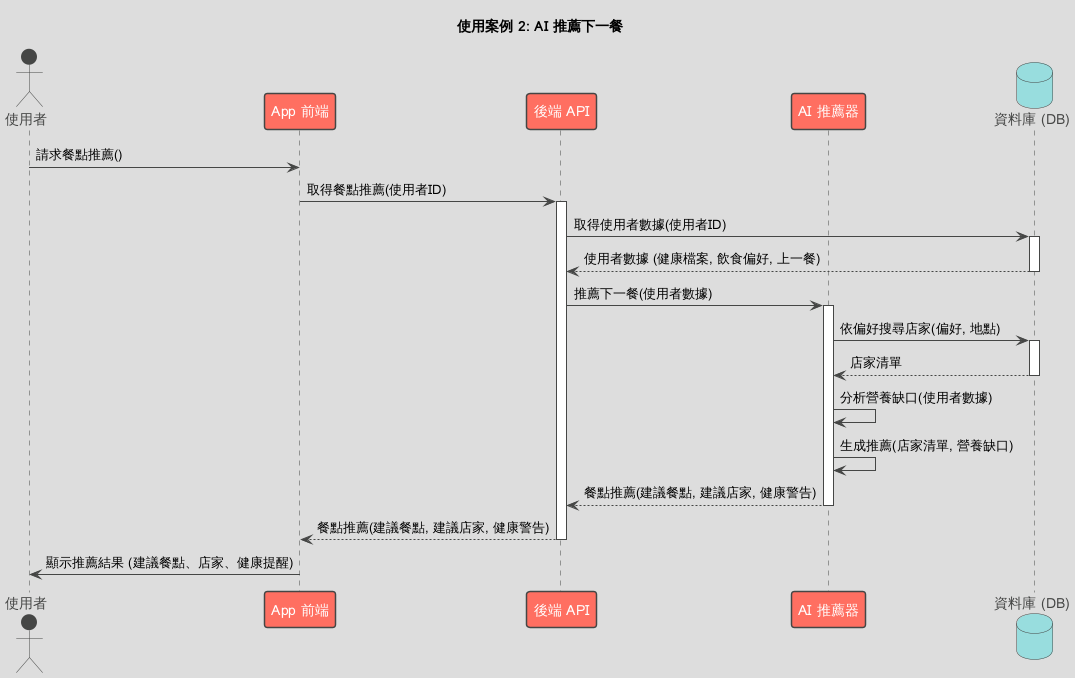 使用案例 2: AI 推薦下一餐
使用者
App 前端
後端 API
AI 推薦器
資料庫 (DB)
請求餐點推薦()
取得餐點推薦(使用者ID)
取得使用者數據(使用者ID)
使用者數據 (健康檔案, 飲食偏好, 上一餐)
推薦下一餐(使用者數據)
依偏好搜尋店家(偏好, 地點)
店家清單
分析營養缺口(使用者數據)
生成推薦(店家清單, 營養缺口)
餐點推薦(建議餐點, 建議店家, 健康警告)
餐點推薦(建議餐點, 建議店家, 健康警告)
顯示推薦結果 (建議餐點、店家、健康提醒)
使用者
App 前端
後端 API
AI 推薦器
資料庫 (DB)